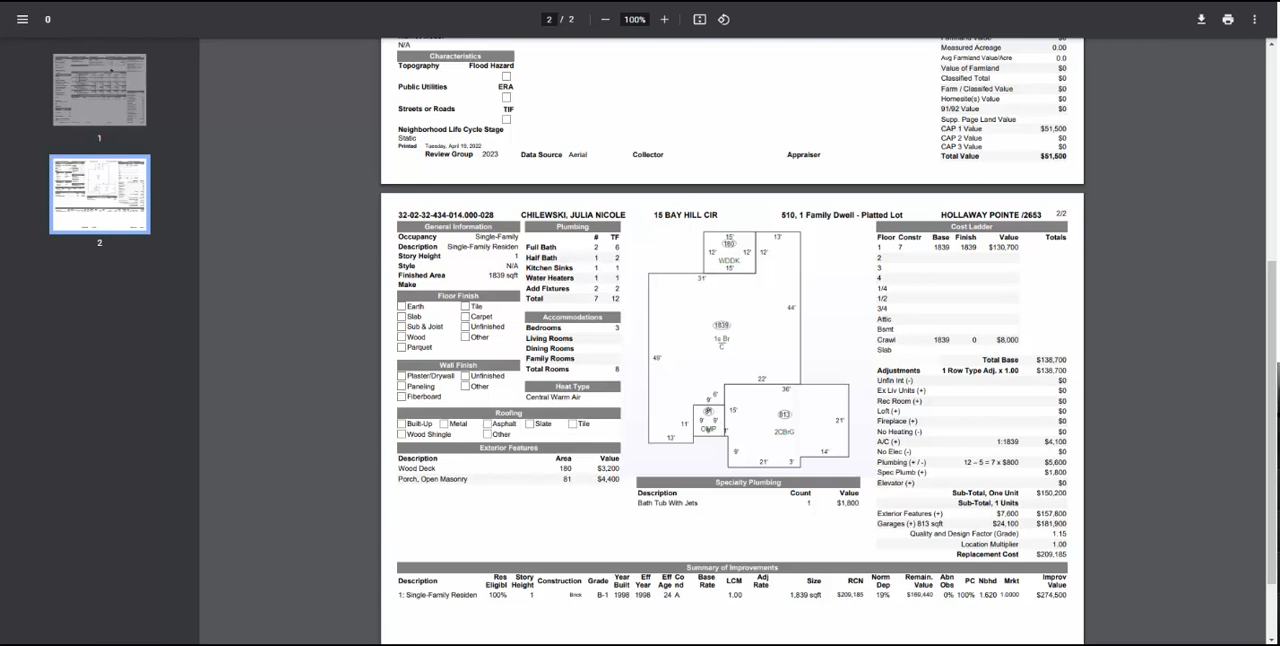 0
2 / 2
100%
1
2
N/A
Characteristics
Topography Flood Hazard
Public Utilities ERA
Streets or Roads TIF
Neighborhood Life Cycle Stage
Static
Printed Tuesday, April 19, 2022
Review Group 2023 Data Source Aerial Collector Appraiser
Measured Acreage 0.00
Avg Farmland Value/Acre 0.0
Value of Farmland $0
Classified Total $0
Farm / Classifed Value $0
Homesite(s) Value $0
91/92 Value $0
Supp. Page Land Value
CAP 1 Value $51,500
CAP 2 Value $0
CAP 3 Value $0
Total Value $51,500
32-02-32-434-014.000-028 CHILEWSKI, JULIA NICOLE 15 BAY HILL CIR 510, 1 Family Dwell - Platted Lot HOLLAWAY POINTE /2653 2/2
General Information
Occupancy Single-Family
Description Single-Family Residen
Story Height 1
Style N/A
Finished Area 1839 sqft
Make
Floor Finish
Earth Tile
Slab Carpet
Sub & Joist Unfinished
Wood Other
Parquet
Wall Finish
Plaster/Drywall Unfinished
Paneling Other
Fiberboard
Roofing
Built-Up Metal Asphalt Slate Tile
Wood Shingle Other
Exterior Features
Description Area Value
Wood Deck 180 $3,200
Porch, Open Masonry 81 $4,400
Plumbing
# TF
Full Bath 2 6
Half Bath 1 2
Kitchen Sinks 1 1
Water Heaters 1 1
Add Fixtures 2 2
Total 7 12
Accommodations
Bedrooms 3
Living Rooms
Dining Rooms
Family Rooms
Total Rooms 8
Heat Type
Central Warm Air
15' 13'
180
12' 12' 12'
WDDK
15'
31'
44'
1839
1s Br
C
49'
22'
36'
6'
9'
15'
813
21'
9' 9'
11'
2CBrG
13'
9'
14'
21' 3'
Specialty Plumbing
Description Count Value
Bath Tub With Jets 1 $1,800
Cost Ladder
Floor Constr Base Finish Value Totals
1 7 1839 1839 $130,700
2
3
4
1/4
1/2
3/4
Attic
Bsmt
Crawl 1839 0 $8,000
Slab
Total Base $138,700
Adjustments 1 Row Type Adj. x 1.00 $138,700
Unfin Int (-) $0
Ex Liv Units (+) $0
Rec Room (+) $0
Loft (+) $0
Fireplace (+) $0
No Heating (-) $0
A/C (+) 1:1839 $4,100
No Elec (-) $0
Plumbing (+ / -) 12 – 5 = 7 x $800 $5,600
Spec Plumb (+) $1,800
Elevator (+) $0
Sub-Total, One Unit $150,200
Sub-Total, 1 Units
Exterior Features (+) $7,600 $157,800
Garages (+) 813 sqft $24,100 $181,900
Quality and Design Factor (Grade) 1.15
Location Multiplier 1.00
Replacement Cost $209,185
Summary of Improvements
Description Res Eligibl Story Height Construction Grade Year Built Eff Year Eff Age Co nd Base Rate LCM Adj Rate Size RCN Norm Dep Remain. Value Abn Obs PC Nbhd Mrkt Improv Value
1: Single-Family Residen 100% 1 Brick B-1 1998 1998 24 A 1.00 1,839 sqft $209,185 19% $169,440 0% 100% 1.620 1.0000 $274,500